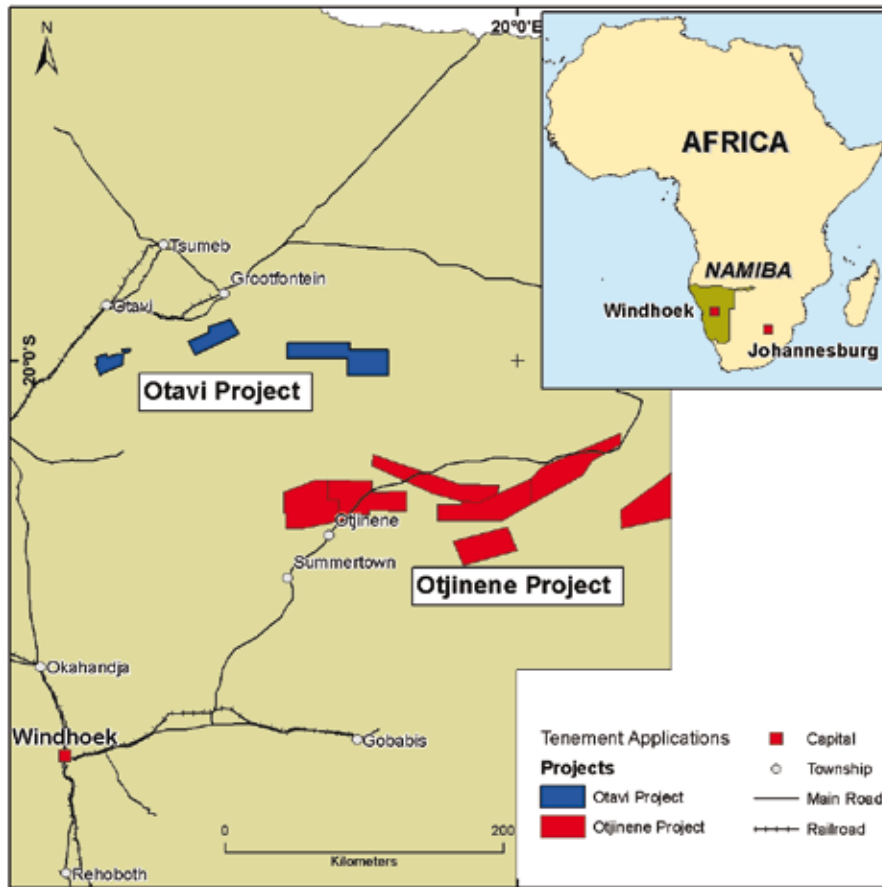 N
20°0'E
AFRICA
NAMIBA
Windhoek
Johannesburg
Tsumeb
Grootfontein
Otavi
20°0'S
Otavi Project
Otjinene
Summertown
Otjinene Project
Okahandja
Windhoek
Gobabis
Rehoboth
0 200
Kilometers
Tenement Applications
Projects
Otavi Project
Otjinene Project
Capital
Township
Main Road
Railroad